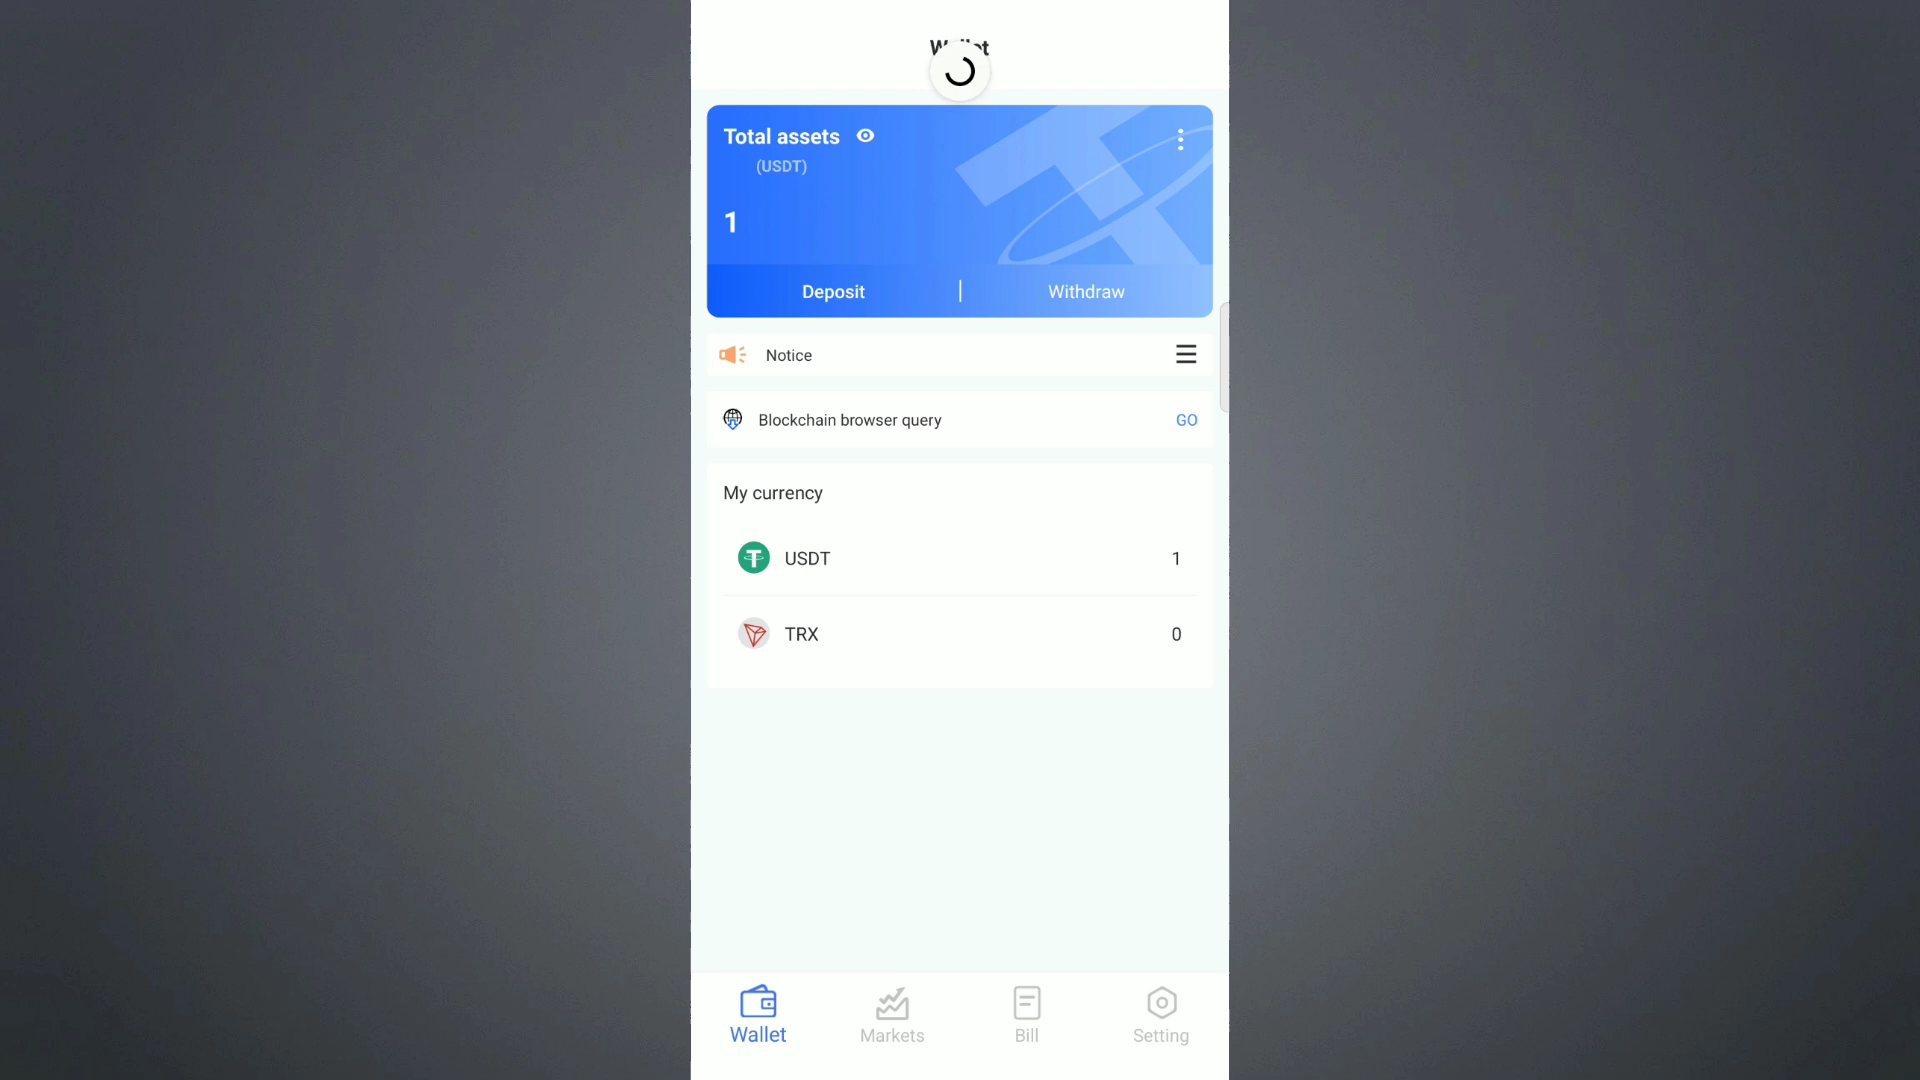 Total assets
(USDT)
1
Deposit
Withdraw
Notice
Blockchain browser query
GO
My currency
USDT
1
TRX
0
Wallet
Markets
Bill
Setting